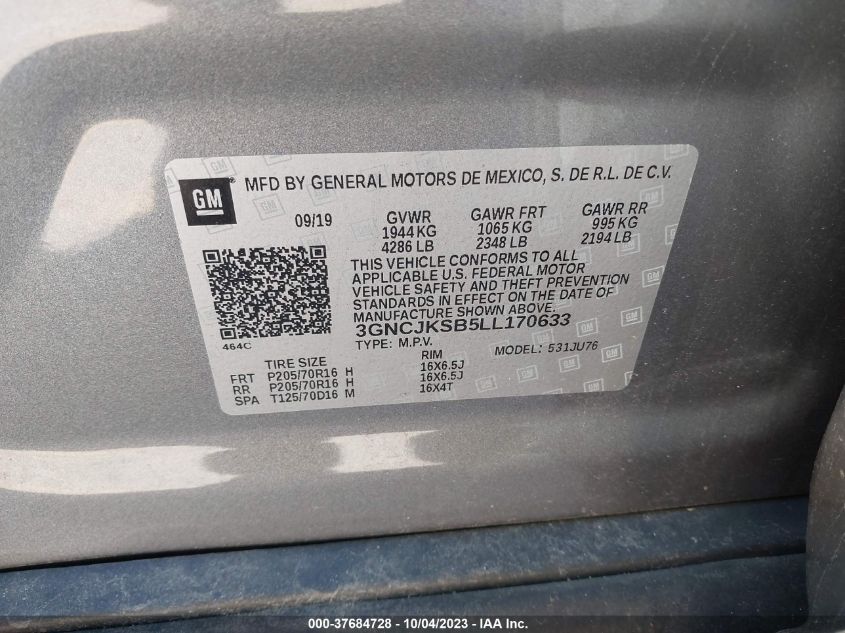 GM ® MFD BY GENERAL MOTORS DE MEXICO, S. DE R.L. DE C.V.
09/19 GVWR GAWR FRT GAWR RR
1944 KG 1065 KG 995 KG
4286 LB 2348 LB 2194 LB
THIS VEHICLE CONFORMS TO ALL
APPLICABLE U.S. FEDERAL MOTOR
VEHICLE SAFETY AND THEFT PREVENTION
STANDARDS IN EFFECT ON THE DATE OF
MANUFACTURE SHOWN ABOVE.
3GNCJKSB5LL170633
464C TYPE: M.P.V. MODEL: 531JU76
TIRE SIZE RIM
FRT P205/70R16 H 16X6.5J
RR P205/70R16 H 16X6.5J
SPA T125/70D16 M 16X4T
000-37684728 - 10/04/2023 - IAA Inc.